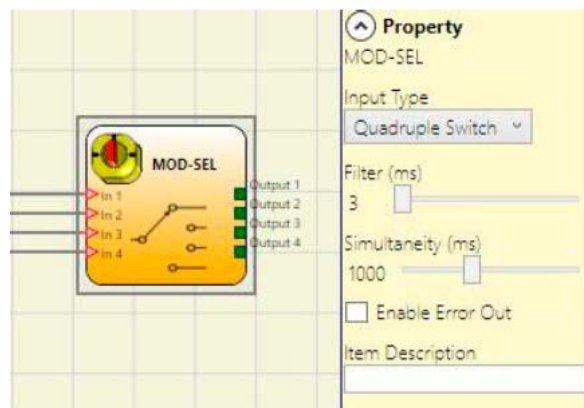 MOD-SEL
In 1
In 2
In 3
In 4
Output 1
Output 2
Output 3
Output 4
Property
MOD-SEL
Input Type
Quadruple Switch
Filter (ms)
3
Simultaneity (ms)
1000
Enable Error Out
Item Description